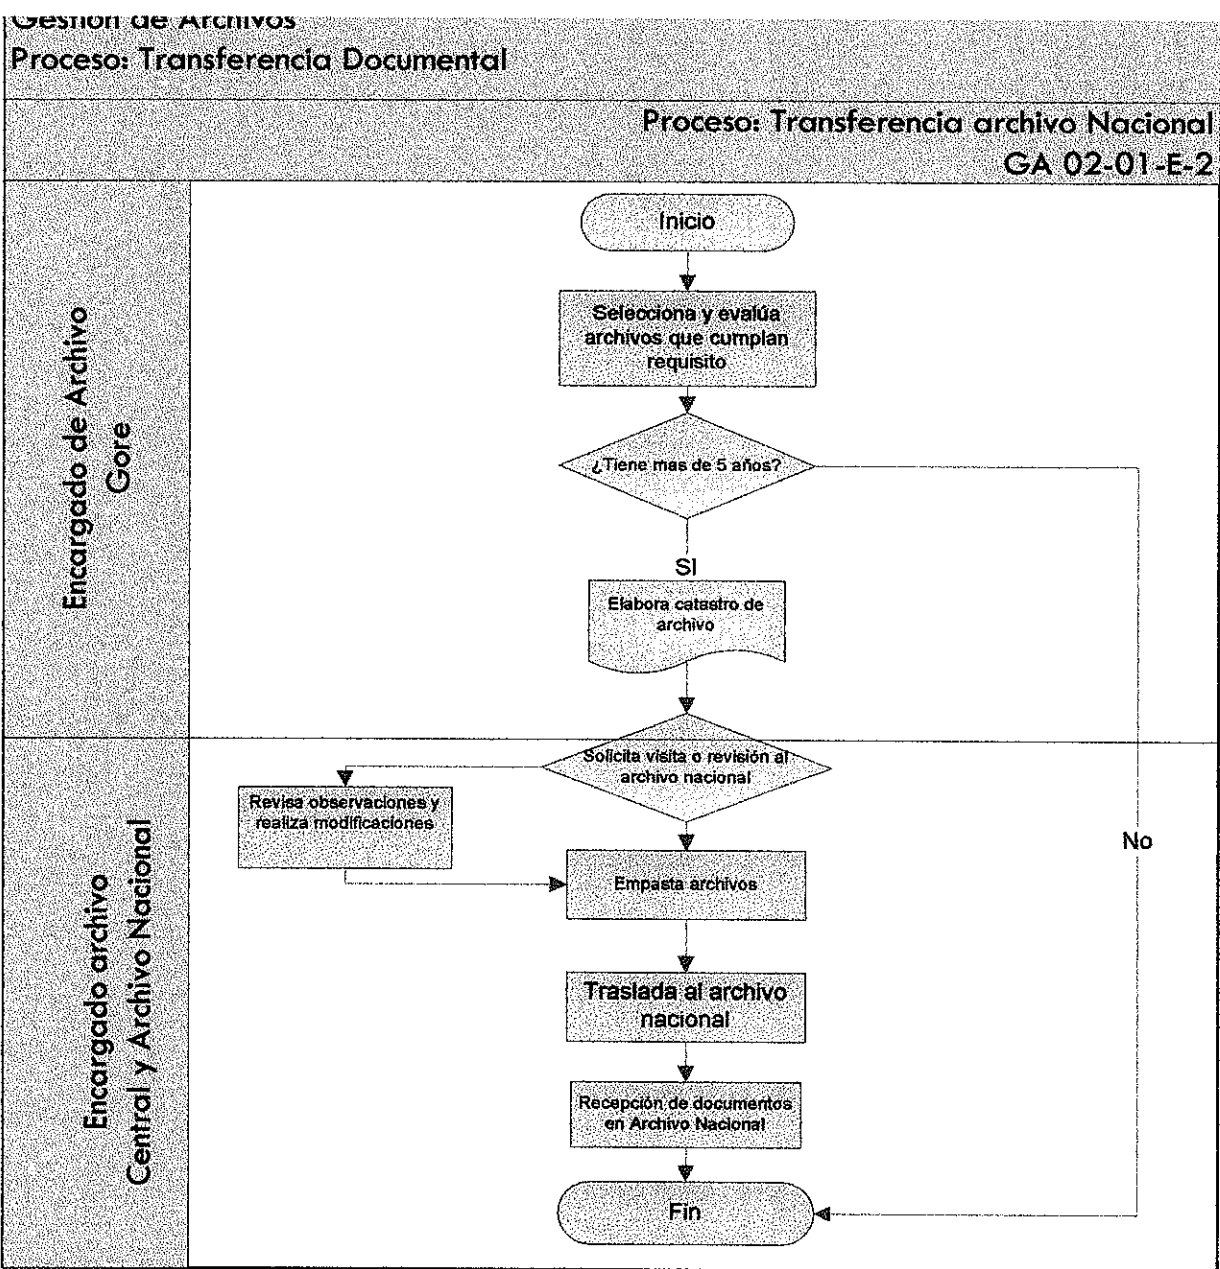 Gestión de Archivos
Proceso: Transferencia Documental
Proceso: Transferencia archivo Nacional
GA 02-01-E-2
Encargado de Archivo
Gore
Inicio
Selecciona y evalúa
archivos que cumplan
requisito
¿Tiene mas de 5 años?
SI
Elabora catastro de
archivo
Encargado archivo
Central y Archivo Nacional
Solicita visita o revisión al
archivo nacional
Revisa observaciones y
realiza modificaciones
No
Empasta archivos
Traslada al archivo
nacional
Recepción de documentos
en Archivo Nacional
Fin